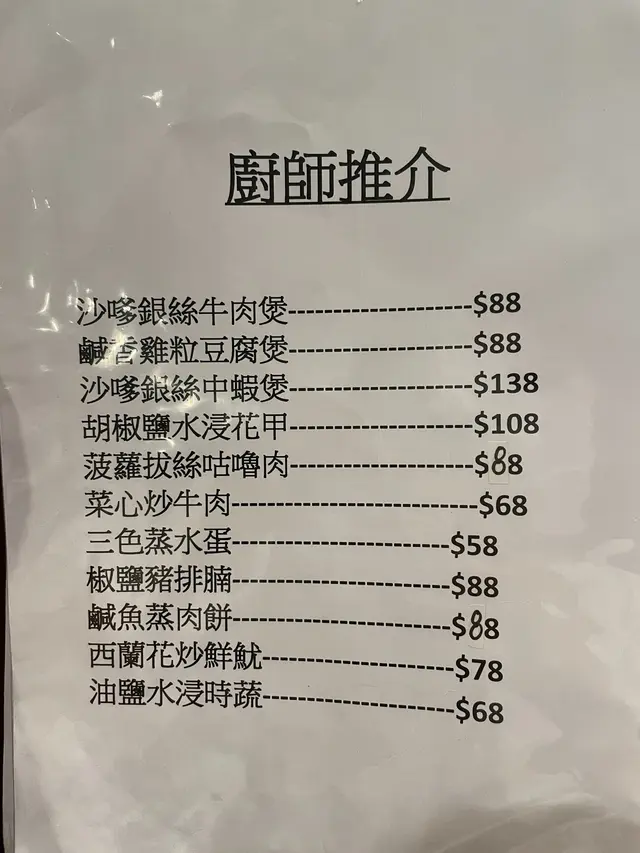 廚師推介
沙嗲銀絲牛肉煲---------------------$88
鹹香雞粒豆腐煲---------------------$88
沙嗲銀絲中蝦煲---------------------$138
胡椒鹽水浸花甲---------------------$108
菠蘿拔絲咕嚕肉---------------------$88
菜心炒牛肉----------------------------$68
三色蒸水蛋-------------------------$58
椒鹽豬排腩-------------------------$88
鹹魚蒸肉餅-------------------------$88
西蘭花炒鮮魷----------------------$78
油鹽水浸時蔬----------------------$68